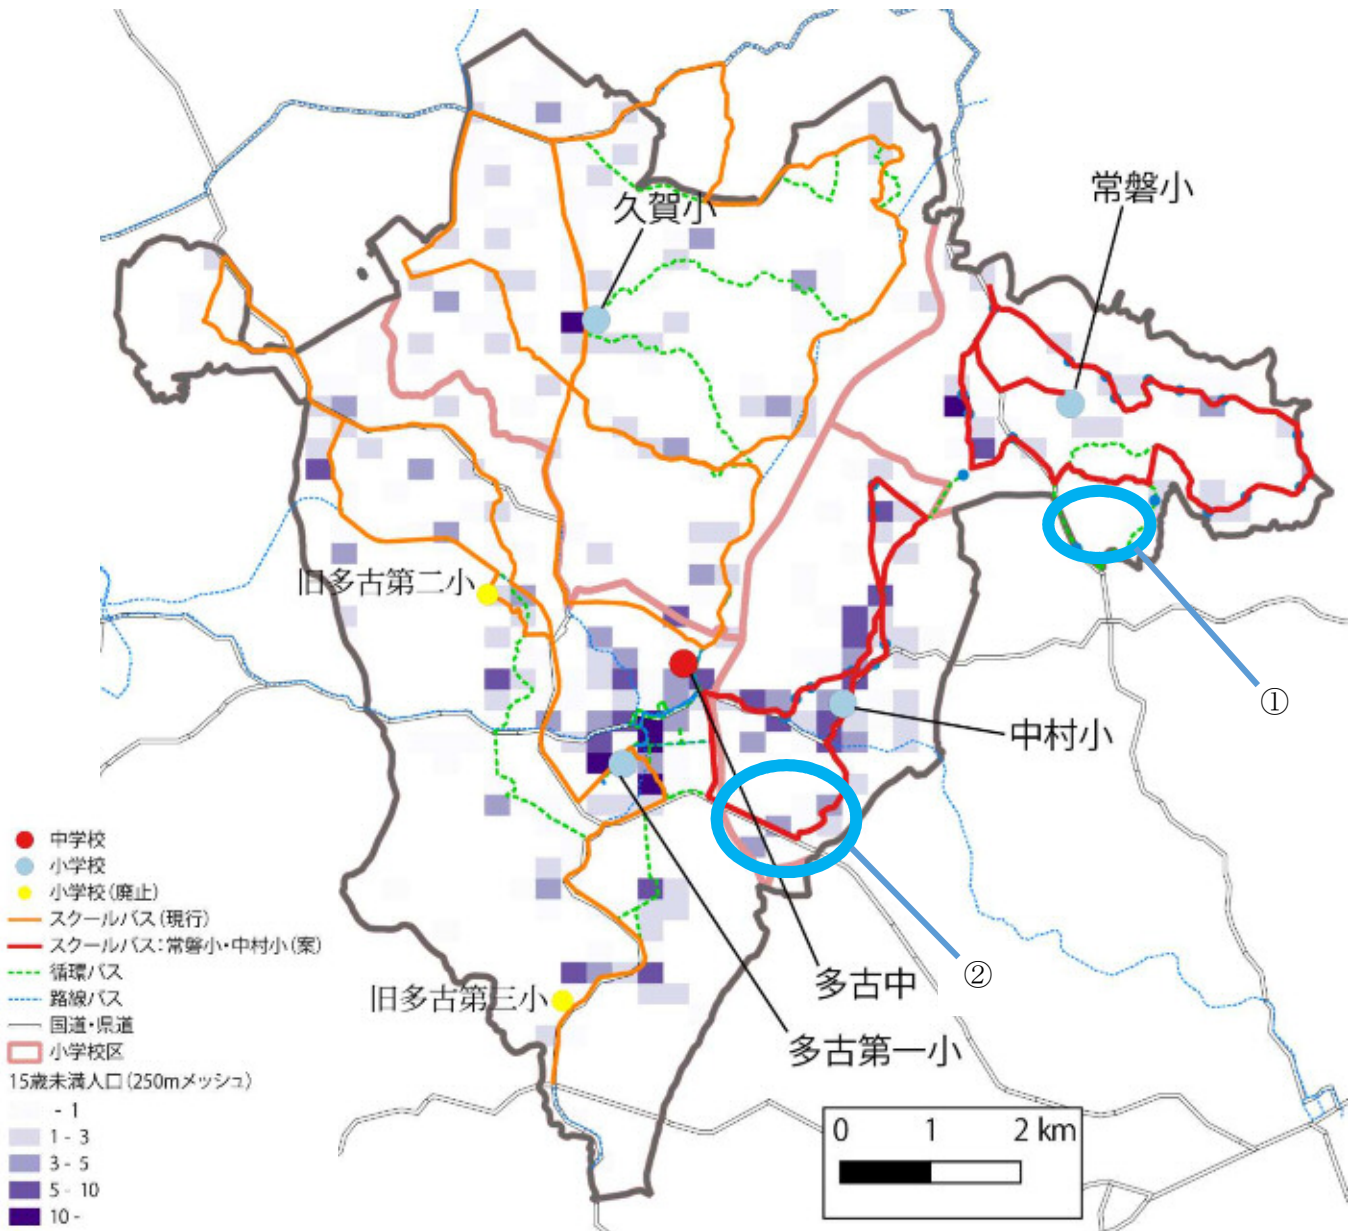 常磐小
久賀小
旧多古第二小
①
中村小
②
多古中
旧多古第三小
多古第一小
中学校
小学校
小学校(廃止)
スクールバス(現行)
スクールバス:常磐小・中村小(案)
循環バス
路線バス
国道・県道
小学校区
15歳未満人口(250mメッシュ)
- 1
1 - 3
3 - 5
5 - 10
10 -
0 1 2 km